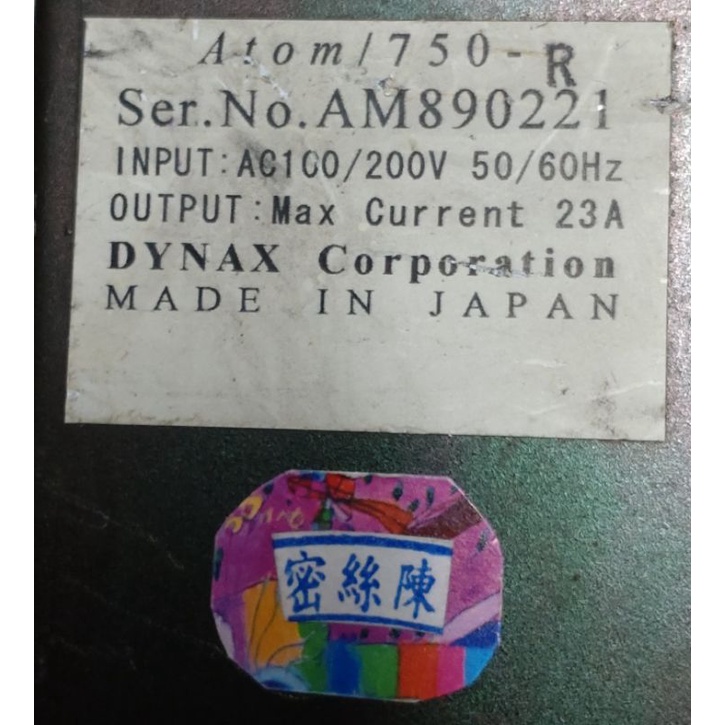 Atom/750-R
Ser.No.AM890221
INPUT:AC100/200V 50/60Hz
OUTPUT:Max Current 23A
DYNAX Corporation
MADE IN JAPAN
密絲陳